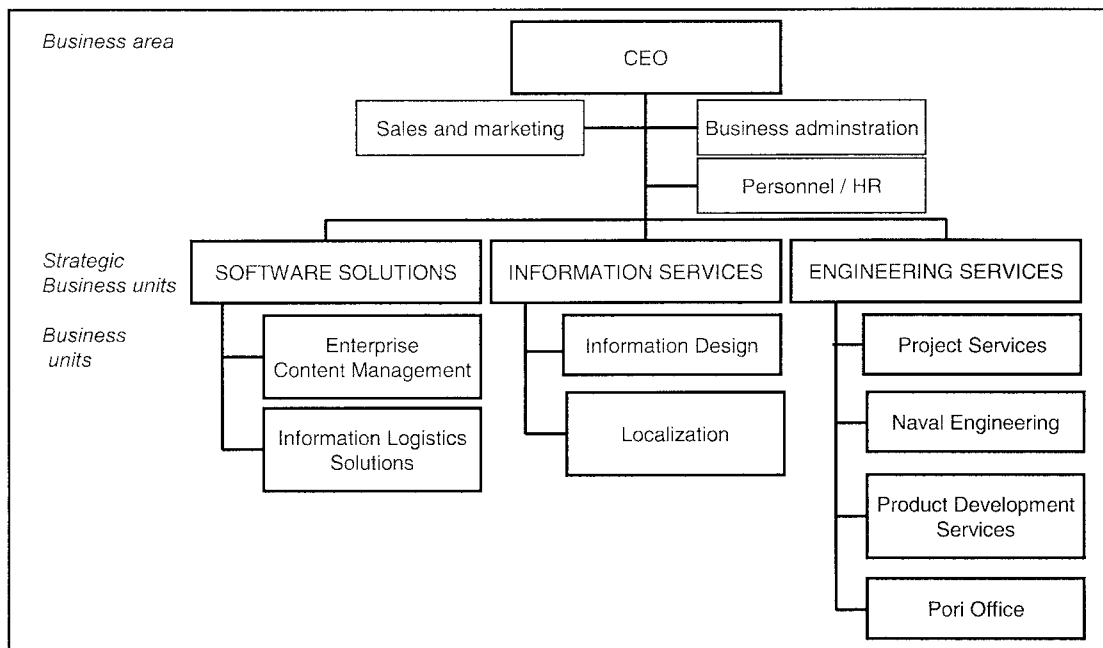 Business area
CEO
Sales and marketing
Business adminstration
Personnel / HR
Strategic
Business units
SOFTWARE SOLUTIONS
INFORMATION SERVICES
ENGINEERING SERVICES
Business
units
Enterprise
Content Management
Information Logistics
Solutions
Information Design
Localization
Project Services
Naval Engineering
Product Development
Services
Pori Office